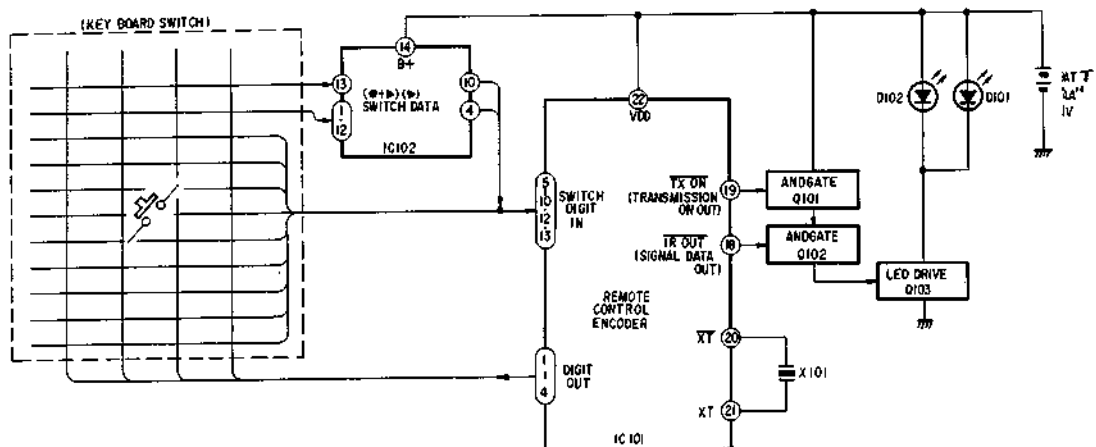 (KEY BOARD SWITCH)
14
B+
13
10
SWITCH DATA
4
1
12
IC102
22
VDD
D102
D101
5
10
12
13
SWITCH
DIGIT
IN
TX ON
(TRANSMISSION
ON OUT)
19
ANDGATE
Q101
IR OUT
(SIGNAL DATA
OUT)
18
ANDGATE
Q102
LED DRIVE
Q103
REMOTE
CONTROL
ENCODER
XT
20
X101
1
4
DIGIT
OUT
XT
21
IC101